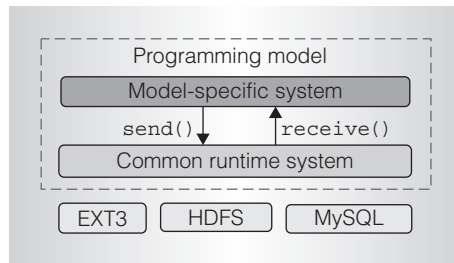 Programming model
Model-specific system
send() receive()
Common runtime system
EXT3 HDFS MySQL